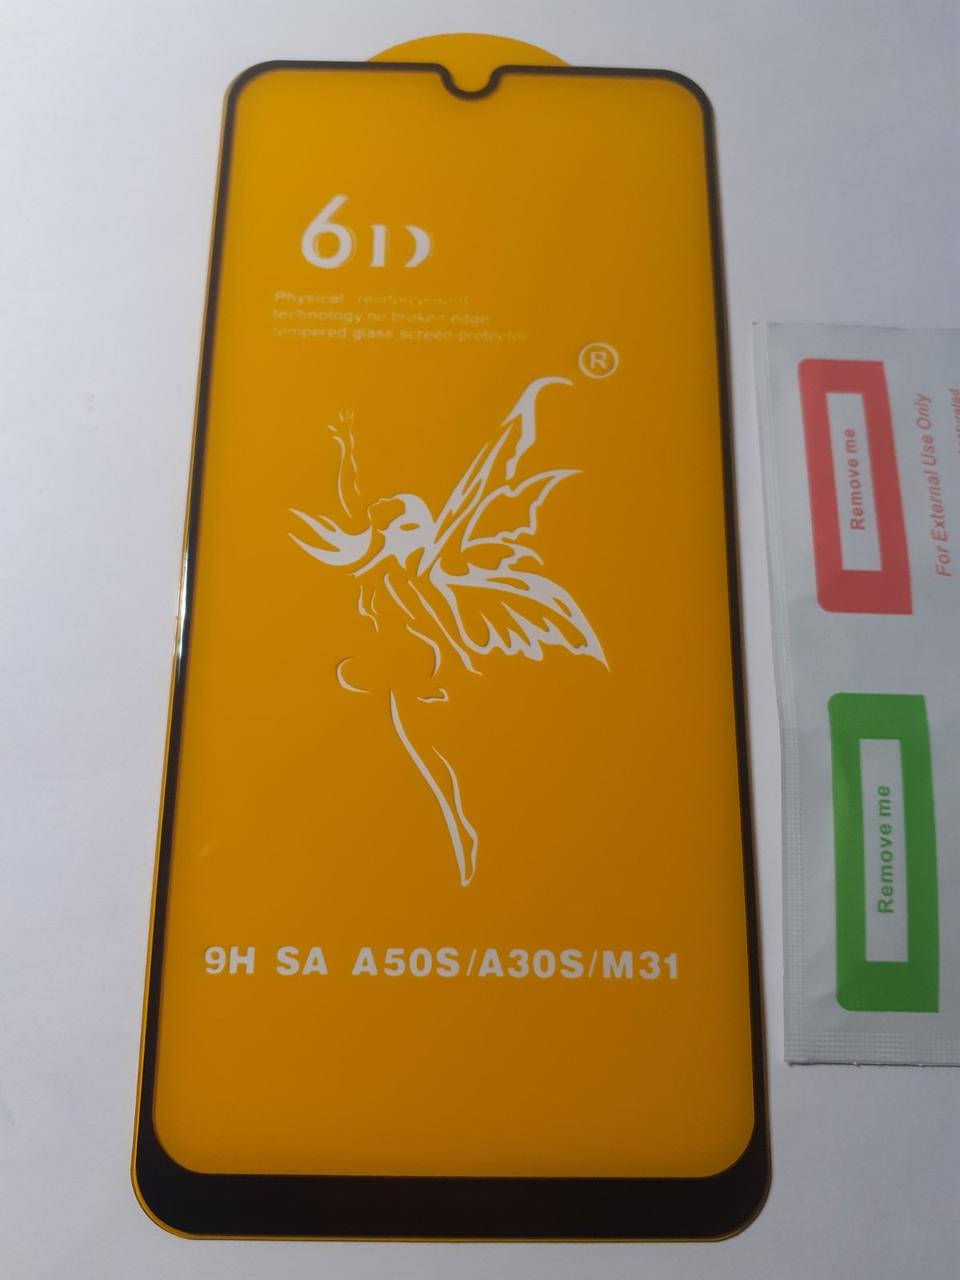 6D
Physical reinforcement
technology no broken edge
tempered glass screen protector
®
9H SA A50S/A30S/M31
Remove me
For External Use Only
Remove me